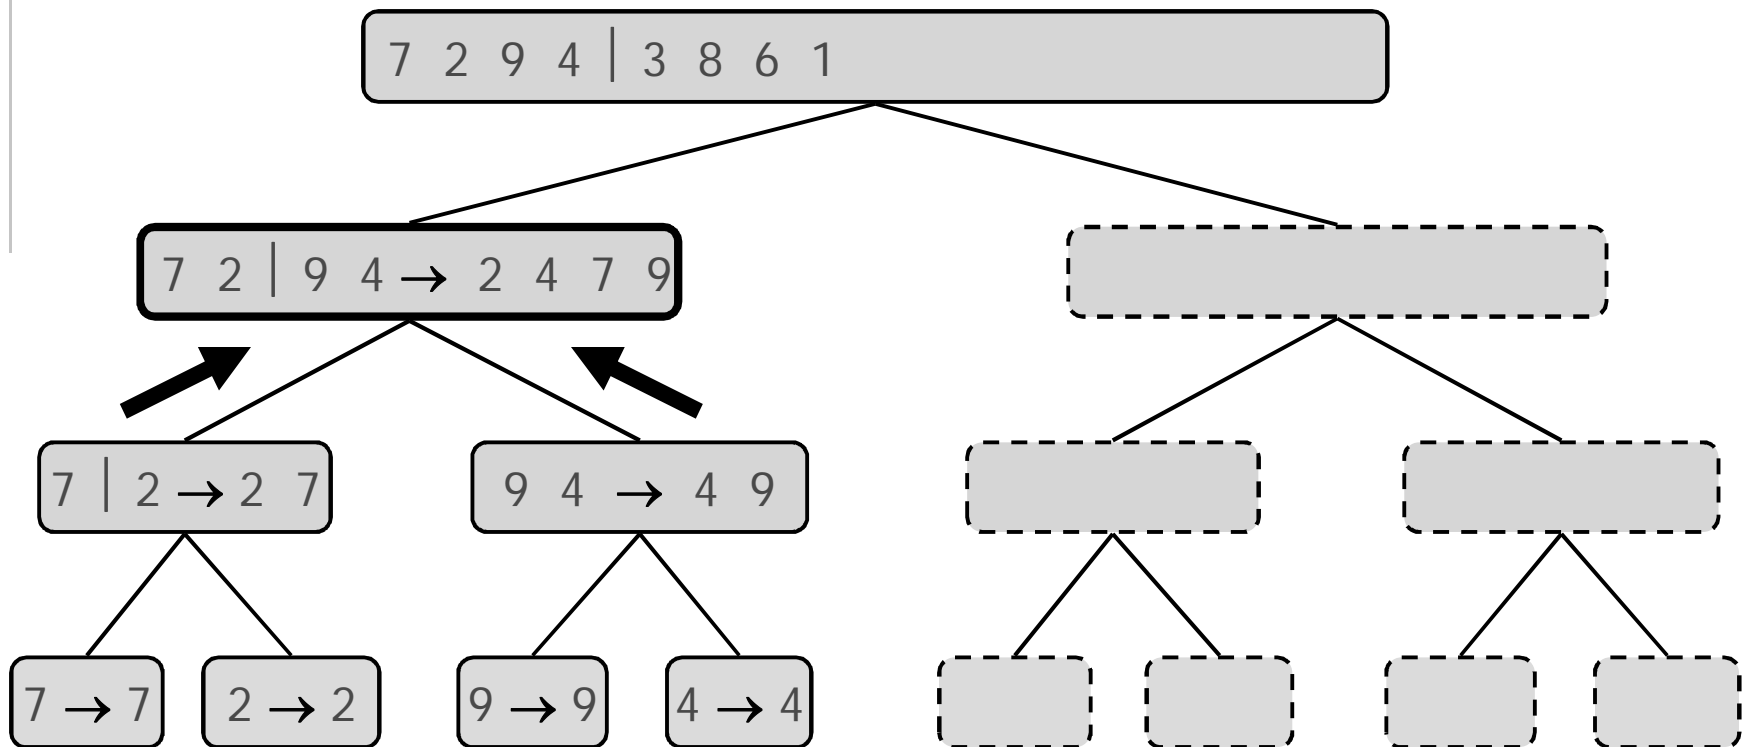 7 2 9 4 | 3 8 6 1
7 2 | 9 4 → 2 4 7 9
7 | 2 → 2 7
9 4 → 4 9
7 → 7
2 → 2
9 → 9
4 → 4